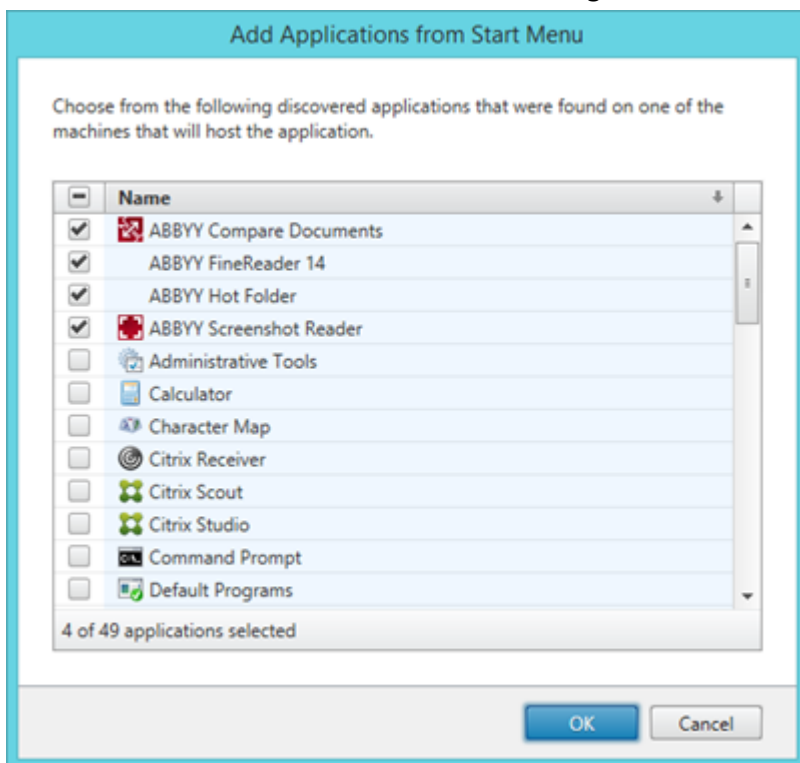 Add Applications from Start Menu
Choose from the following discovered applications that were found on one of the
machines that will host the application.
Name
ABBYY Compare Documents
ABBYY FineReader 14
ABBYY Hot Folder
ABBYY Screenshot Reader
Administrative Tools
Calculator
Character Map
Citrix Receiver
Citrix Scout
Citrix Studio
Command Prompt
Default Programs
4 of 49 applications selected
OK Cancel